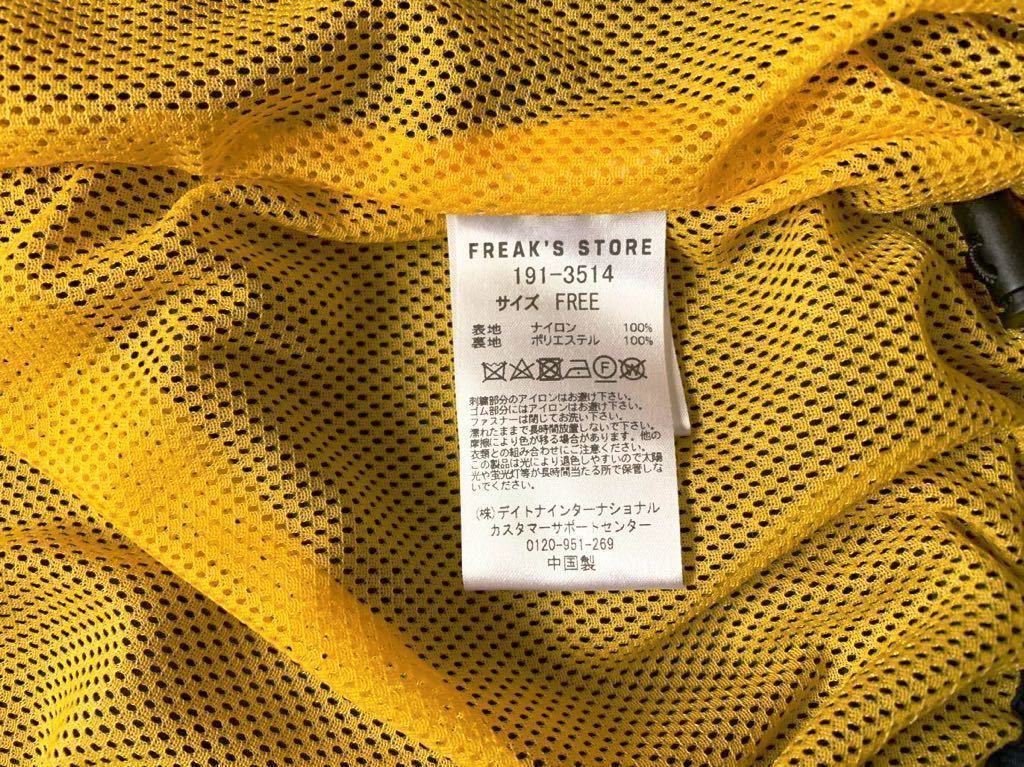 FREAK'S STORE
191-3514
サイズ FREE
表地 ナイロン 100%
裏地 ポリエステル 100%
F W
刺繍部分のアイロンはお避け下さい。
ゴム部分にはアイロンはお避け下さい。
ファスナーは閉じてお洗い下さい。
濡れたままで長時間放置しないで下さい。
摩擦により色が移る場合があります。他の
衣類との組み合わせにご注意ください。
この製品は光により退色しやすいので太陽
光や蛍光灯等が長時間当たる所で保管しな
いでください。
(株)デイトナインターナショナル
カスタマーサポートセンター
0120-951-269
中国製